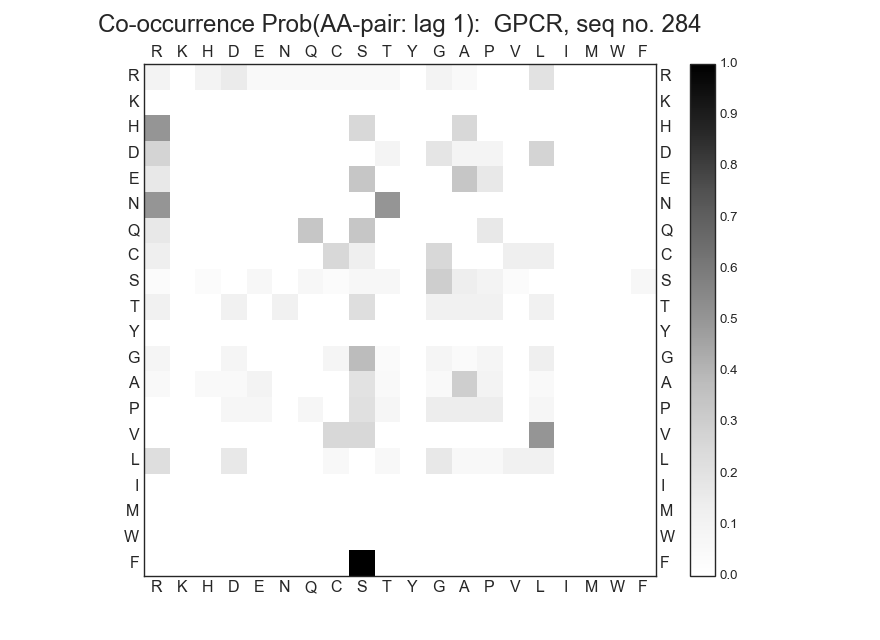 Co-occurrence Prob(AA-pair: lag 1):  GPCR, seq no. 284
R K H D E N Q C S T Y G A P V L I M W F
R R 1.0
K K
H H 0.9
D D
E E 0.8
N N 0.7
Q Q
C C 0.6
S S
T T 0.5
Y Y
G G 0.4
A A
P P 0.3
V V
L L 0.2
I I
M M 0.1
W W
F F 0.0
R K H D E N Q C S T Y G A P V L I M W F